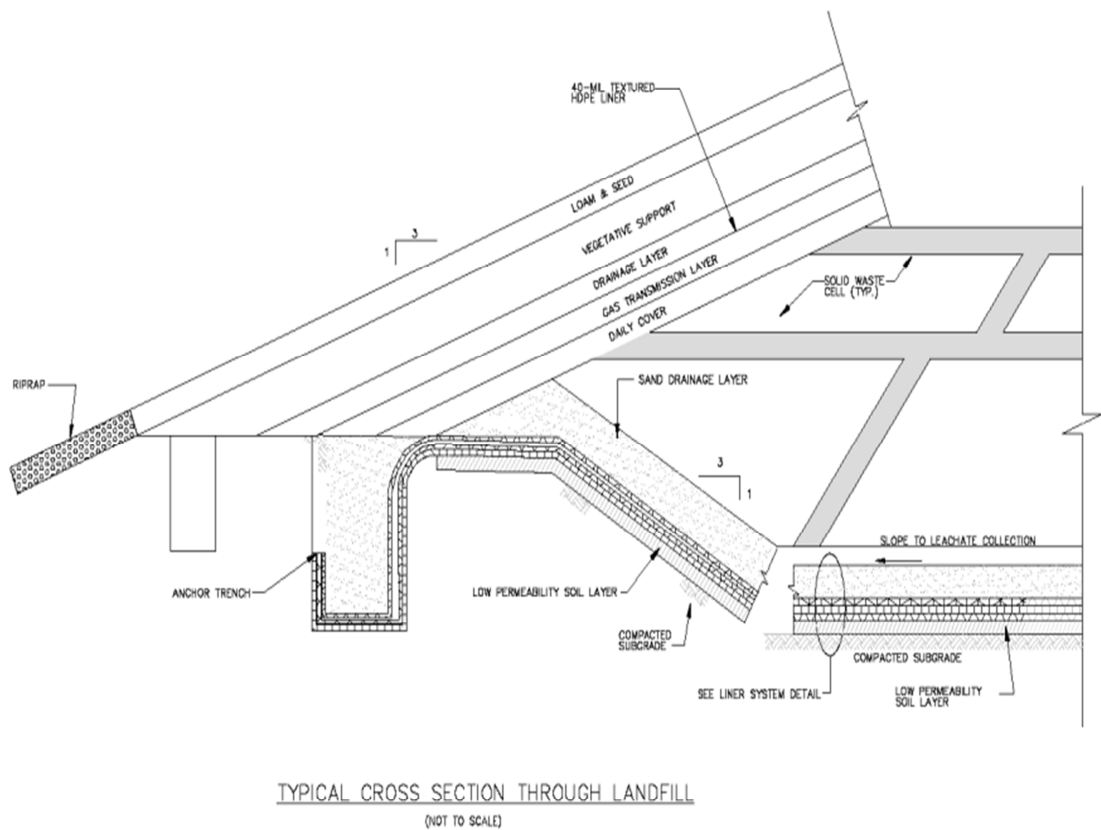 40-MIL TEXTURED
HDPE LINER
LOAM & SEED
3
1
VEGETATIVE SUPPORT
DRAINAGE LAYER
GAS TRANSMISSION LAYER
DAILY COVER
SOLID WASTE
CELL (TYP.)
RIPRAP
SAND DRAINAGE LAYER
3
1
SLOPE TO LEACHATE COLLECTION
ANCHOR TRENCH
LOW PERMEABILITY SOIL LAYER
COMPACTED
SUBGRADE
COMPACTED SUBGRADE
SEE LINER SYSTEM DETAIL
LOW PERMEABILITY
SOIL LAYER
TYPICAL CROSS SECTION THROUGH LANDFILL
(NOT TO SCALE)